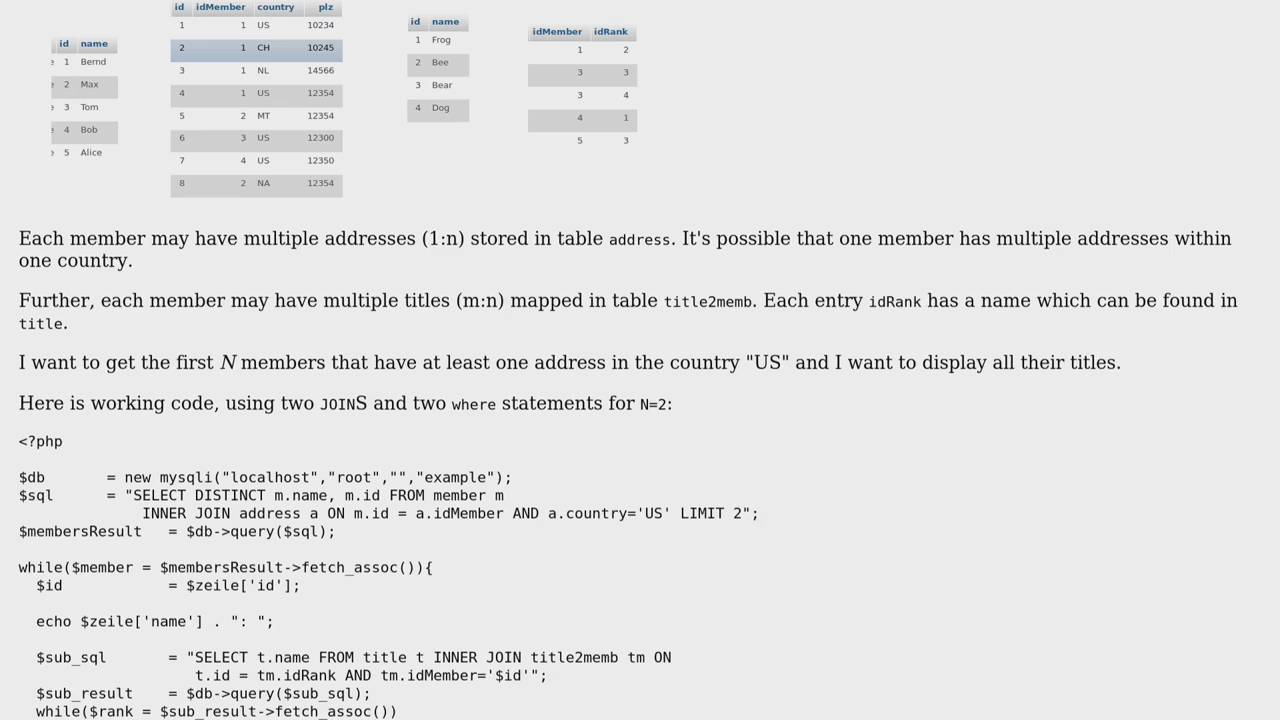 id name
1 Bernd
2 Max
3 Tom
4 Bob
5 Alice
id idMember country plz
1 1 US 10234
2 1 CH 10245
3 1 NL 14566
4 1 US 12354
5 2 MT 12354
6 3 US 12300
7 4 US 12350
8 2 NA 12354
id name
1 Frog
2 Bee
3 Bear
4 Dog
idMember idRank
1 2
3 3
3 4
4 1
5 3
Each member may have multiple addresses (1:n) stored in table address. It's possible that one member has multiple addresses within
one country.
Further, each member may have multiple titles (m:n) mapped in table title2memb. Each entry idRank has a name which can be found in
title.
I want to get the first N members that have at least one address in the country "US" and I want to display all their titles.
Here is working code, using two JOINS and two where statements for N=2:
<?php
$db       = new mysqli("localhost","root","","example");
$sql      = "SELECT DISTINCT m.name, m.id FROM member m
              INNER JOIN address a ON m.id = a.idMember AND a.country='US' LIMIT 2";
$membersResult   = $db->query($sql);
while($member = $membersResult->fetch_assoc()){
  $id            = $zeile['id'];
  echo $zeile['name'] . ": ";
  $sub_sql       = "SELECT t.name FROM title t INNER JOIN title2memb tm ON
                    t.id = tm.idRank AND tm.idMember='$id'";
  $sub_result    = $db->query($sub_sql);
  while($rank = $sub_result->fetch_assoc())